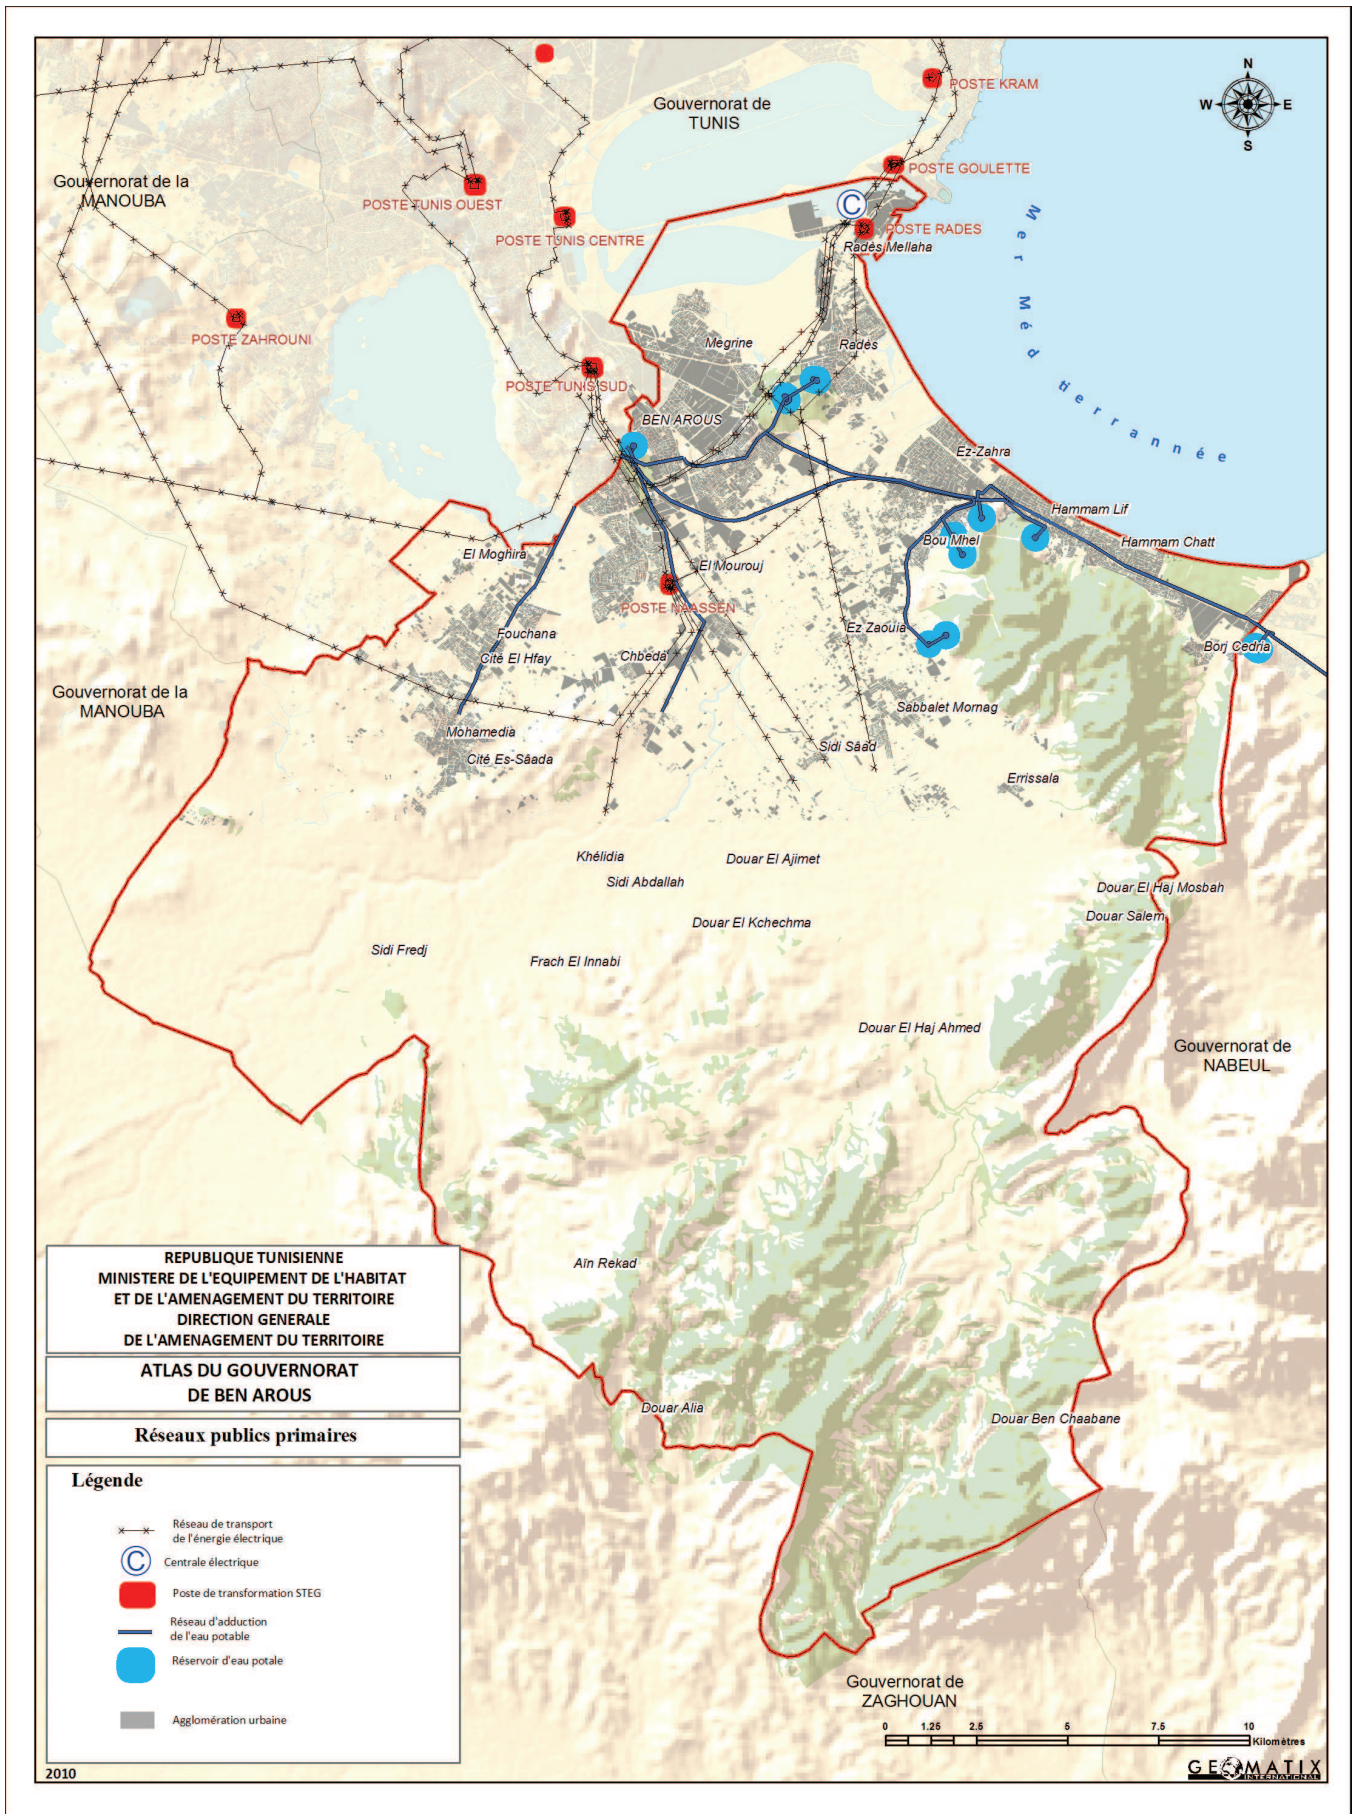 N
W
E
S
Gouvernorat de
TUNIS
POSTE KRAM
POSTE GOULETTE
Gouvernorat de la
MANOUBA
POSTE TUNIS OUEST
POSTE TUNIS CENTRE
C
POSTE RADES
Radès Mellaha
Mer Méd tierrannée
POSTE ZAHROUNI
Megrine
Radès
POSTE TUNIS SUD
BEN AROUS
Ez-Zahra
Hammam Lif
Bou Mhel
Hammam Chatt
El Moghira
El Mourouj
POSTE NAASSEN
Ez Zaouia
Fouchana
Cité El Hfay
Chbeda
Borj Cedria
Gouvernorat de la
MANOUBA
Sabbalet Mornag
Mohamedia
Sidi Sâad
Cité Es-Sâada
Errissala
Khélidia
Douar El Ajimet
Sidi Abdallah
Douar El Haj Mosbah
Douar Salem
Douar El Kchechma
Sidi Fredj
Frach El Innabi
Douar El Haj Ahmed
Gouvernorat de
NABEUL
Aïn Rekad
Douar Alia
Douar Ben Chaabane
REPUBLIQUE TUNISIENNE
MINISTERE DE L'EQUIPEMENT DE L'HABITAT
ET DE L'AMENAGEMENT DU TERRITOIRE
DIRECTION GENERALE
DE L'AMENAGEMENT DU TERRITOIRE
ATLAS DU GOUVERNORAT
DE BEN AROUS
Réseaux publics primaires
Légende
Réseau de transport
de l'énergie électrique
C Centrale électrique
Poste de transformation STEG
Réseau d'adduction
de l'eau potable
Réservoir d'eau potale
Agglomération urbaine
Gouvernorat de
ZAGHOUAN
0 1.25 2.5 5 7.5 10
Kilomètres
2010
GEOMATIX
INTERNATIONAL